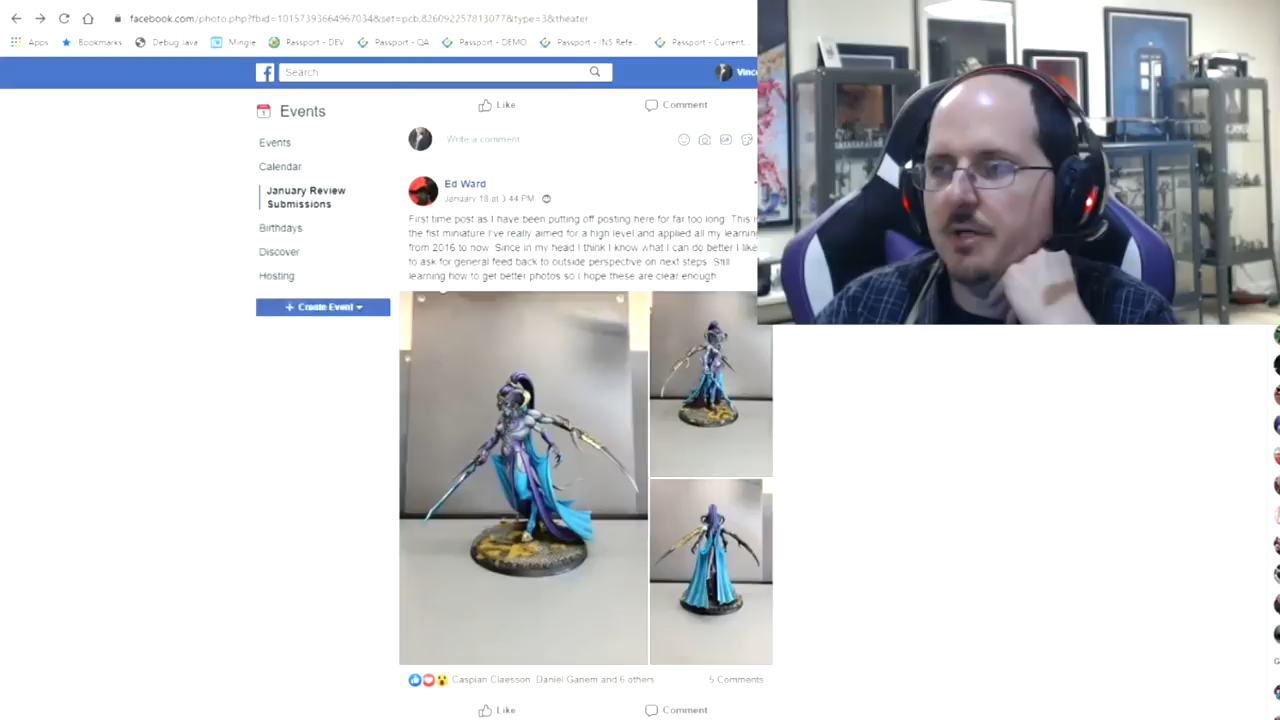 facebook.com/photo.php?fbid=10157393664967034&set=pcb.826092257813077&type=3&theater
Apps Bookmarks Debug Java Mingle Passport - DEV Passport - QA Passport - DEMO Passport - INS Refe... Passport - Current...
Search
Vinc
Events
Events
Calendar
January Review
Submissions
Birthdays
Discover
Hosting
+ Create Event
Like Comment
Write a comment
Ed Ward
January 18 at 3:44 PM
First time post as I have been putting off posting here for far too long. This is
the fist miniature I've really aimed for a high level and applied all my learning
from 2016 to now. Since in my head I think I know what I can do better I like
to ask for general feed back to outside perspective on next steps. Still
learning how to get better photos so i hope these are clear enough
Caspian Claesson, Daniel Ganem and 6 others
5 Comments
Like Comment